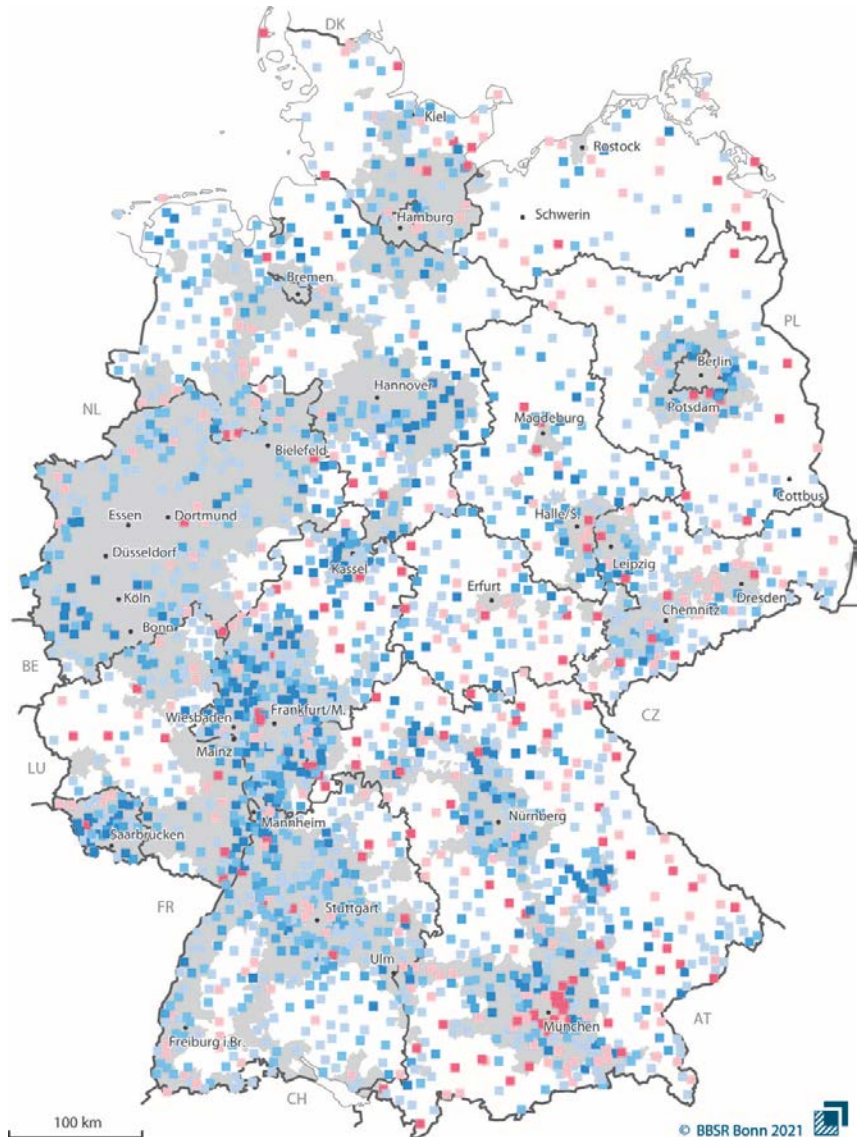 DK
Kiel
Rostock
Hamburg
Schwerin
Bremen
PL
Berlin
Hannover
Potsdam
NL
Magdeburg
Bielefeld
Cottbus
Essen
Dortmund
Halle/S.
Düsseldorf
Leipzig
Kassel
Erfurt
Dresden
Köln
Chemnitz
Bonn
BE
CZ
Wiesbaden
Frankfurt/M.
Mainz
LU
Mannheim
Nürnberg
Saarbrücken
FR
Stuttgart
Ulm
AT
München
Freiburg i.Br.
CH
100 km
© BBSR Bonn 2021